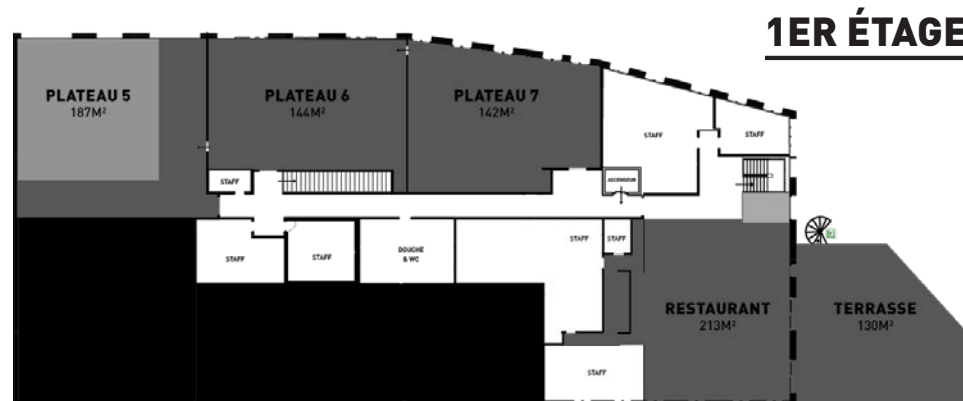 1ER ÉTAGE
PLATEAU 5
187M²
PLATEAU 6
144M²
PLATEAU 7
142M²
STAFF
STAFF
STAFF
ASCENSEUR
STAFF
STAFF
DOUCHE
& WC
STAFF
STAFF
RESTAURANT
213M²
TERRASSE
130M²
STAFF